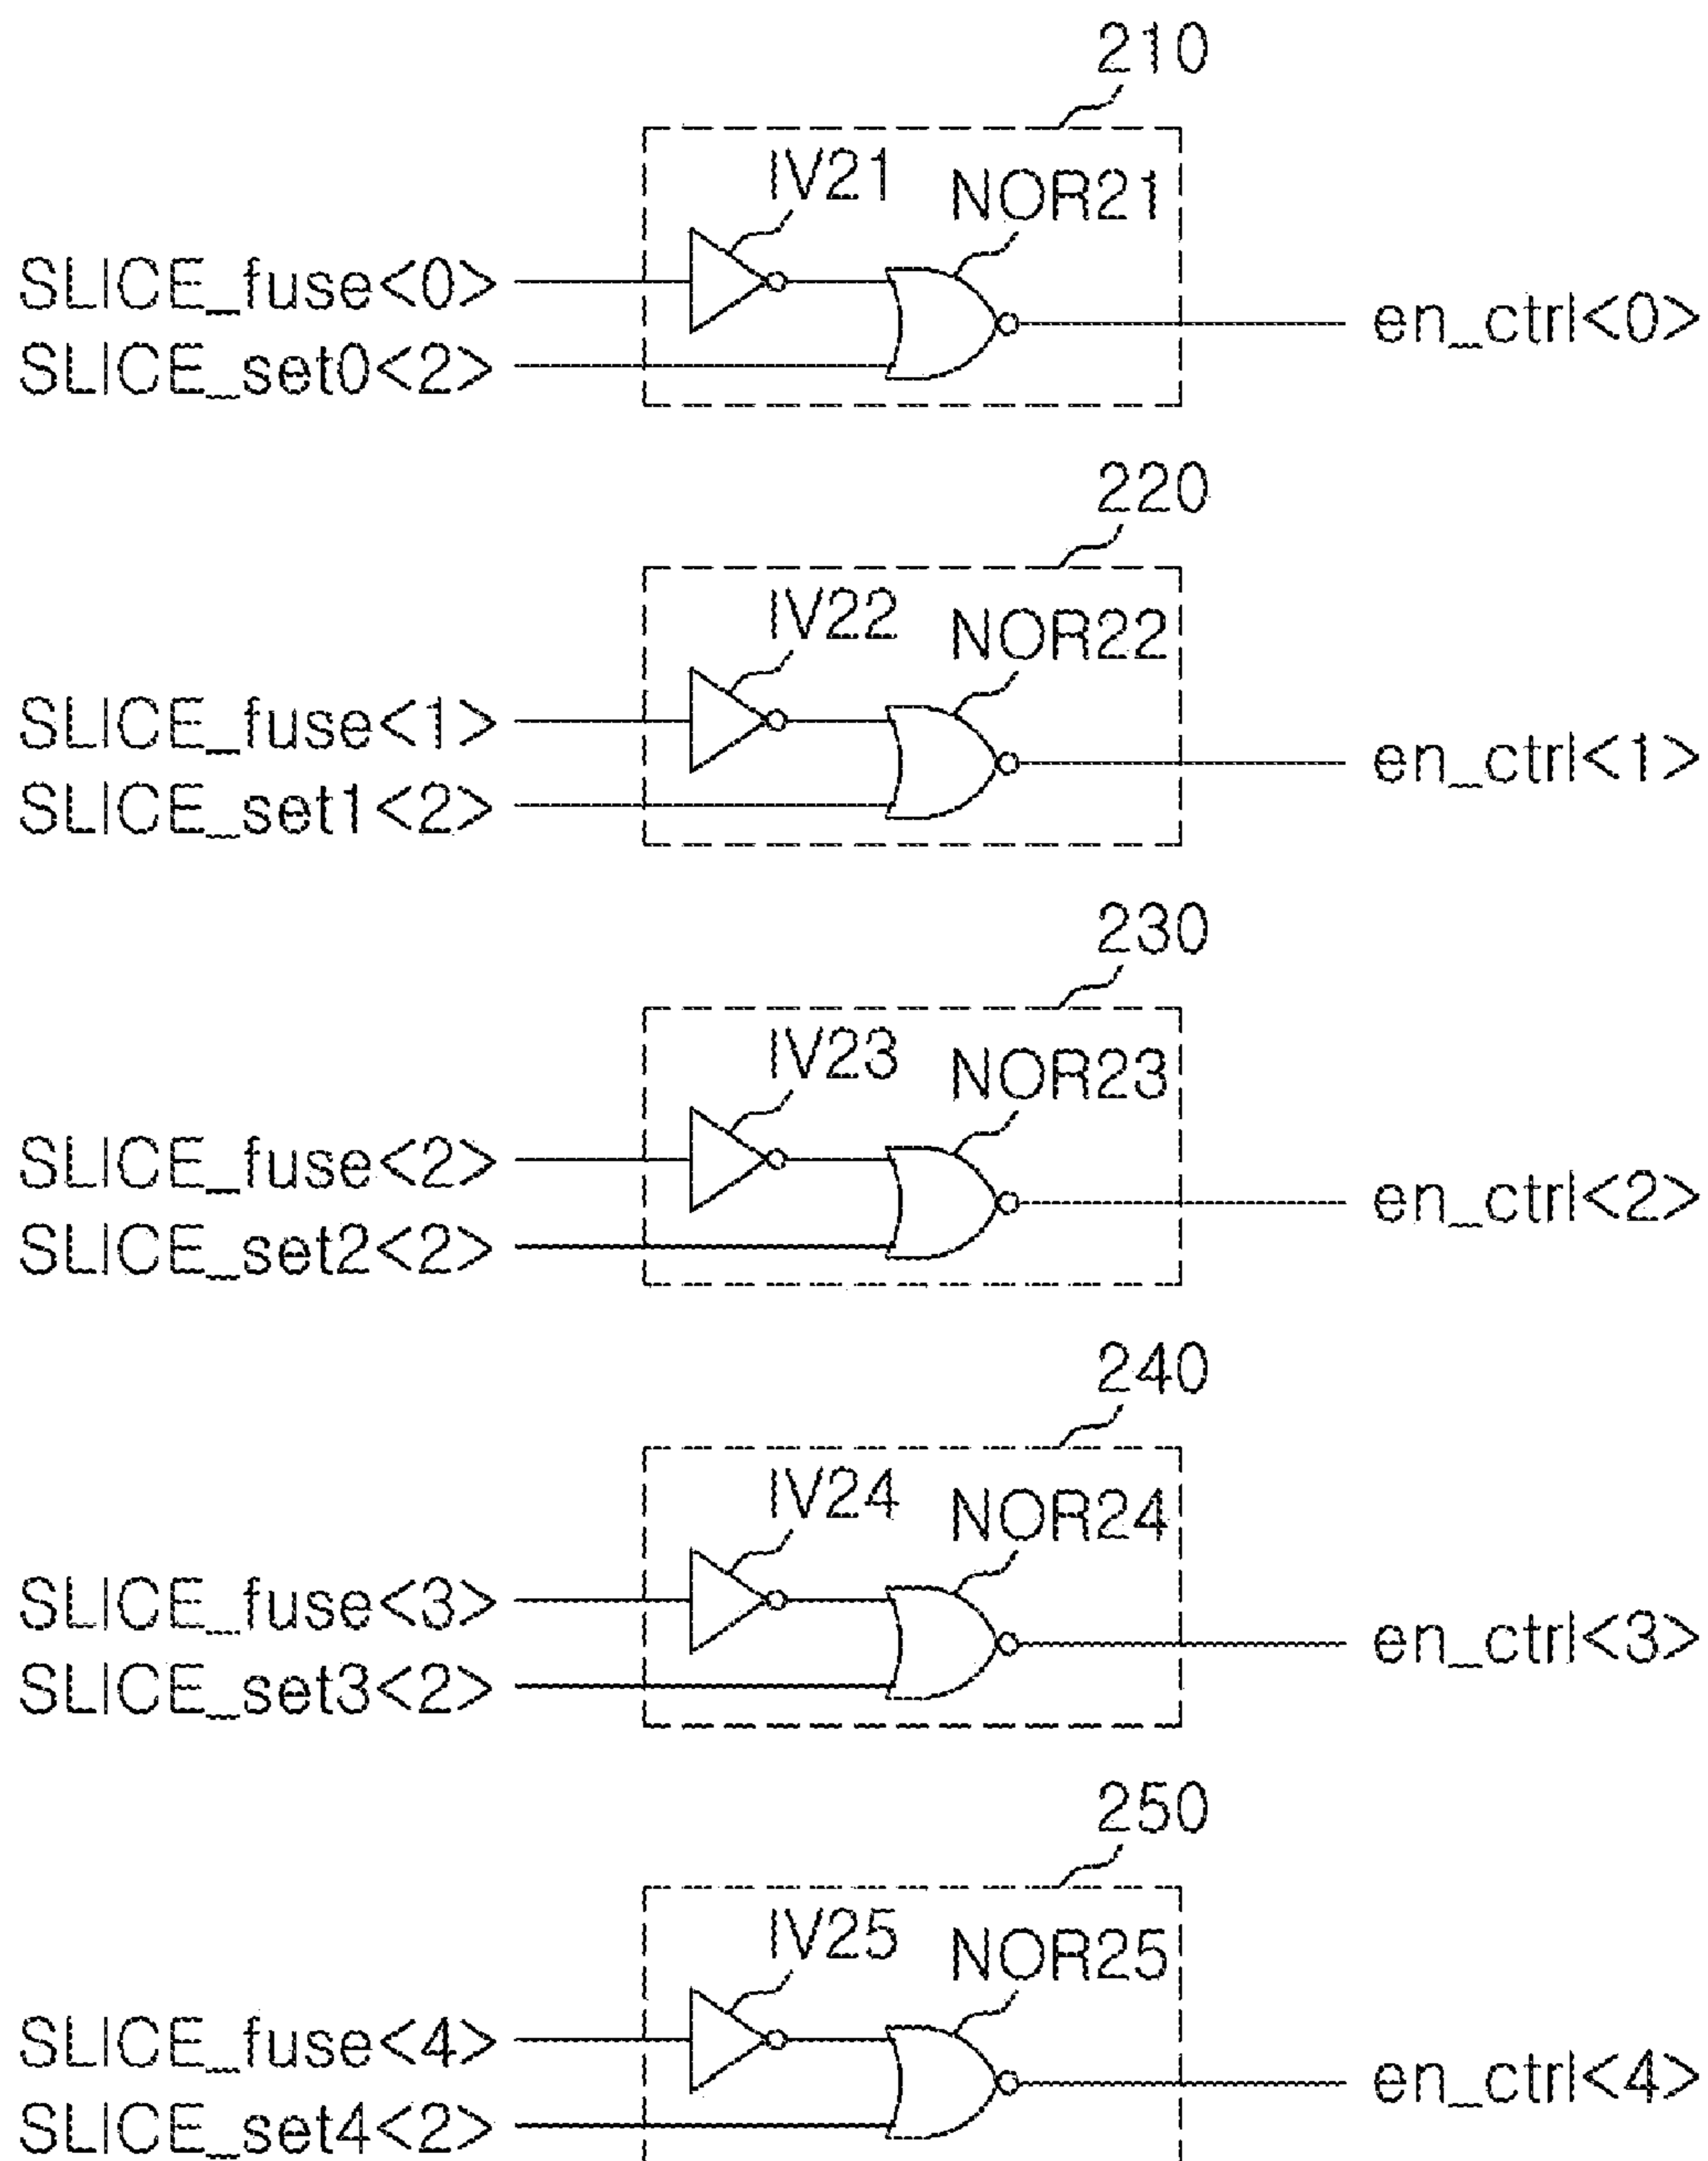 210
IV21
NOR21
SLICE_fuse<0>
SLICE_set0<2>
en_ctrl<0>
220
IV22
NOR22
SLICE_fuse<1>
SLICE_set1<2>
en_ctrl<1>
230
IV23
NOR23
SLICE_fuse<2>
SLICE_set2<2>
en_ctrl<2>
240
IV24
NOR24
SLICE_fuse<3>
SLICE_set3<2>
en_ctrl<3>
250
IV25
NOR25
SLICE_fuse<4>
SLICE_set4<2>
en_ctrl<4>